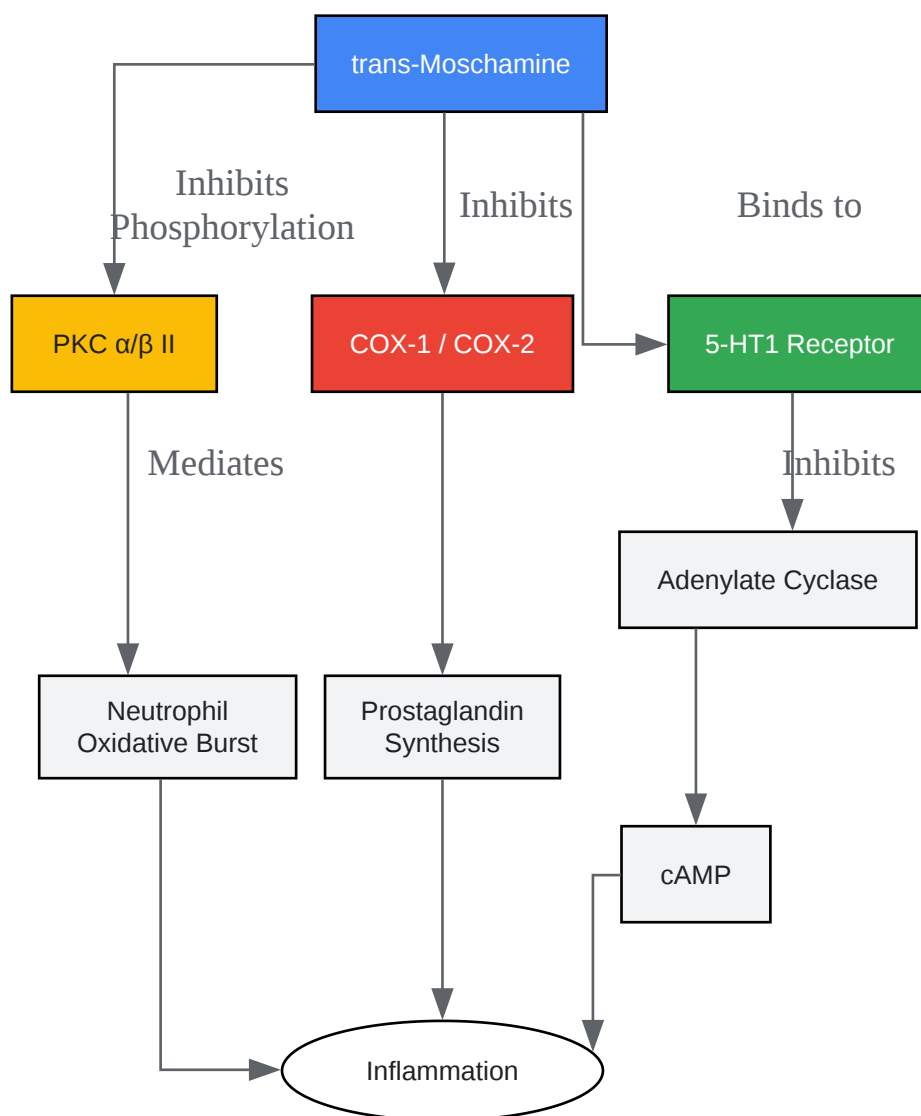 trans-Moschamine
Inhibits
Phosphorylation
Inhibits
Binds to
PKC α/β II
COX-1 / COX-2
5-HT1 Receptor
Mediates
Inhibits
Adenylate Cyclase
Neutrophil
Oxidative Burst
Prostaglandin
Synthesis
cAMP
Inflammation